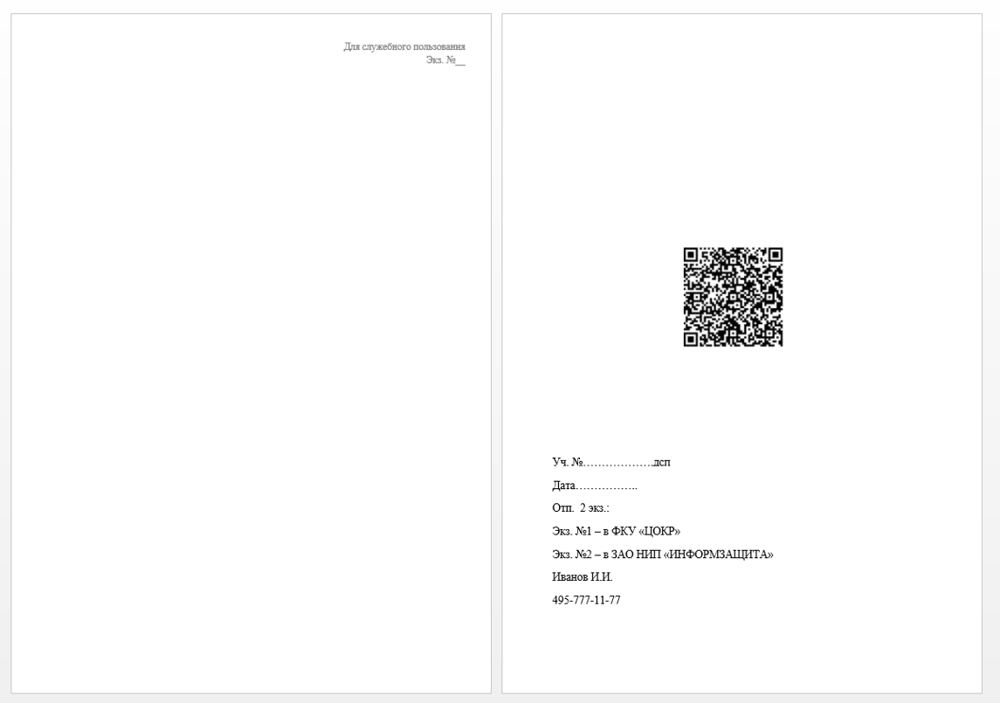 Для служебного пользования
Экз. №__
Уч. №……………….дсп
Дата……………..
Отп.  2 экз.:
Экз. №1 – в ФКУ «ЦОКР»
Экз. №2 – в ЗАО НИП «ИНФОРМЗАЩИТА»
Иванов И.И.
495-777-11-77